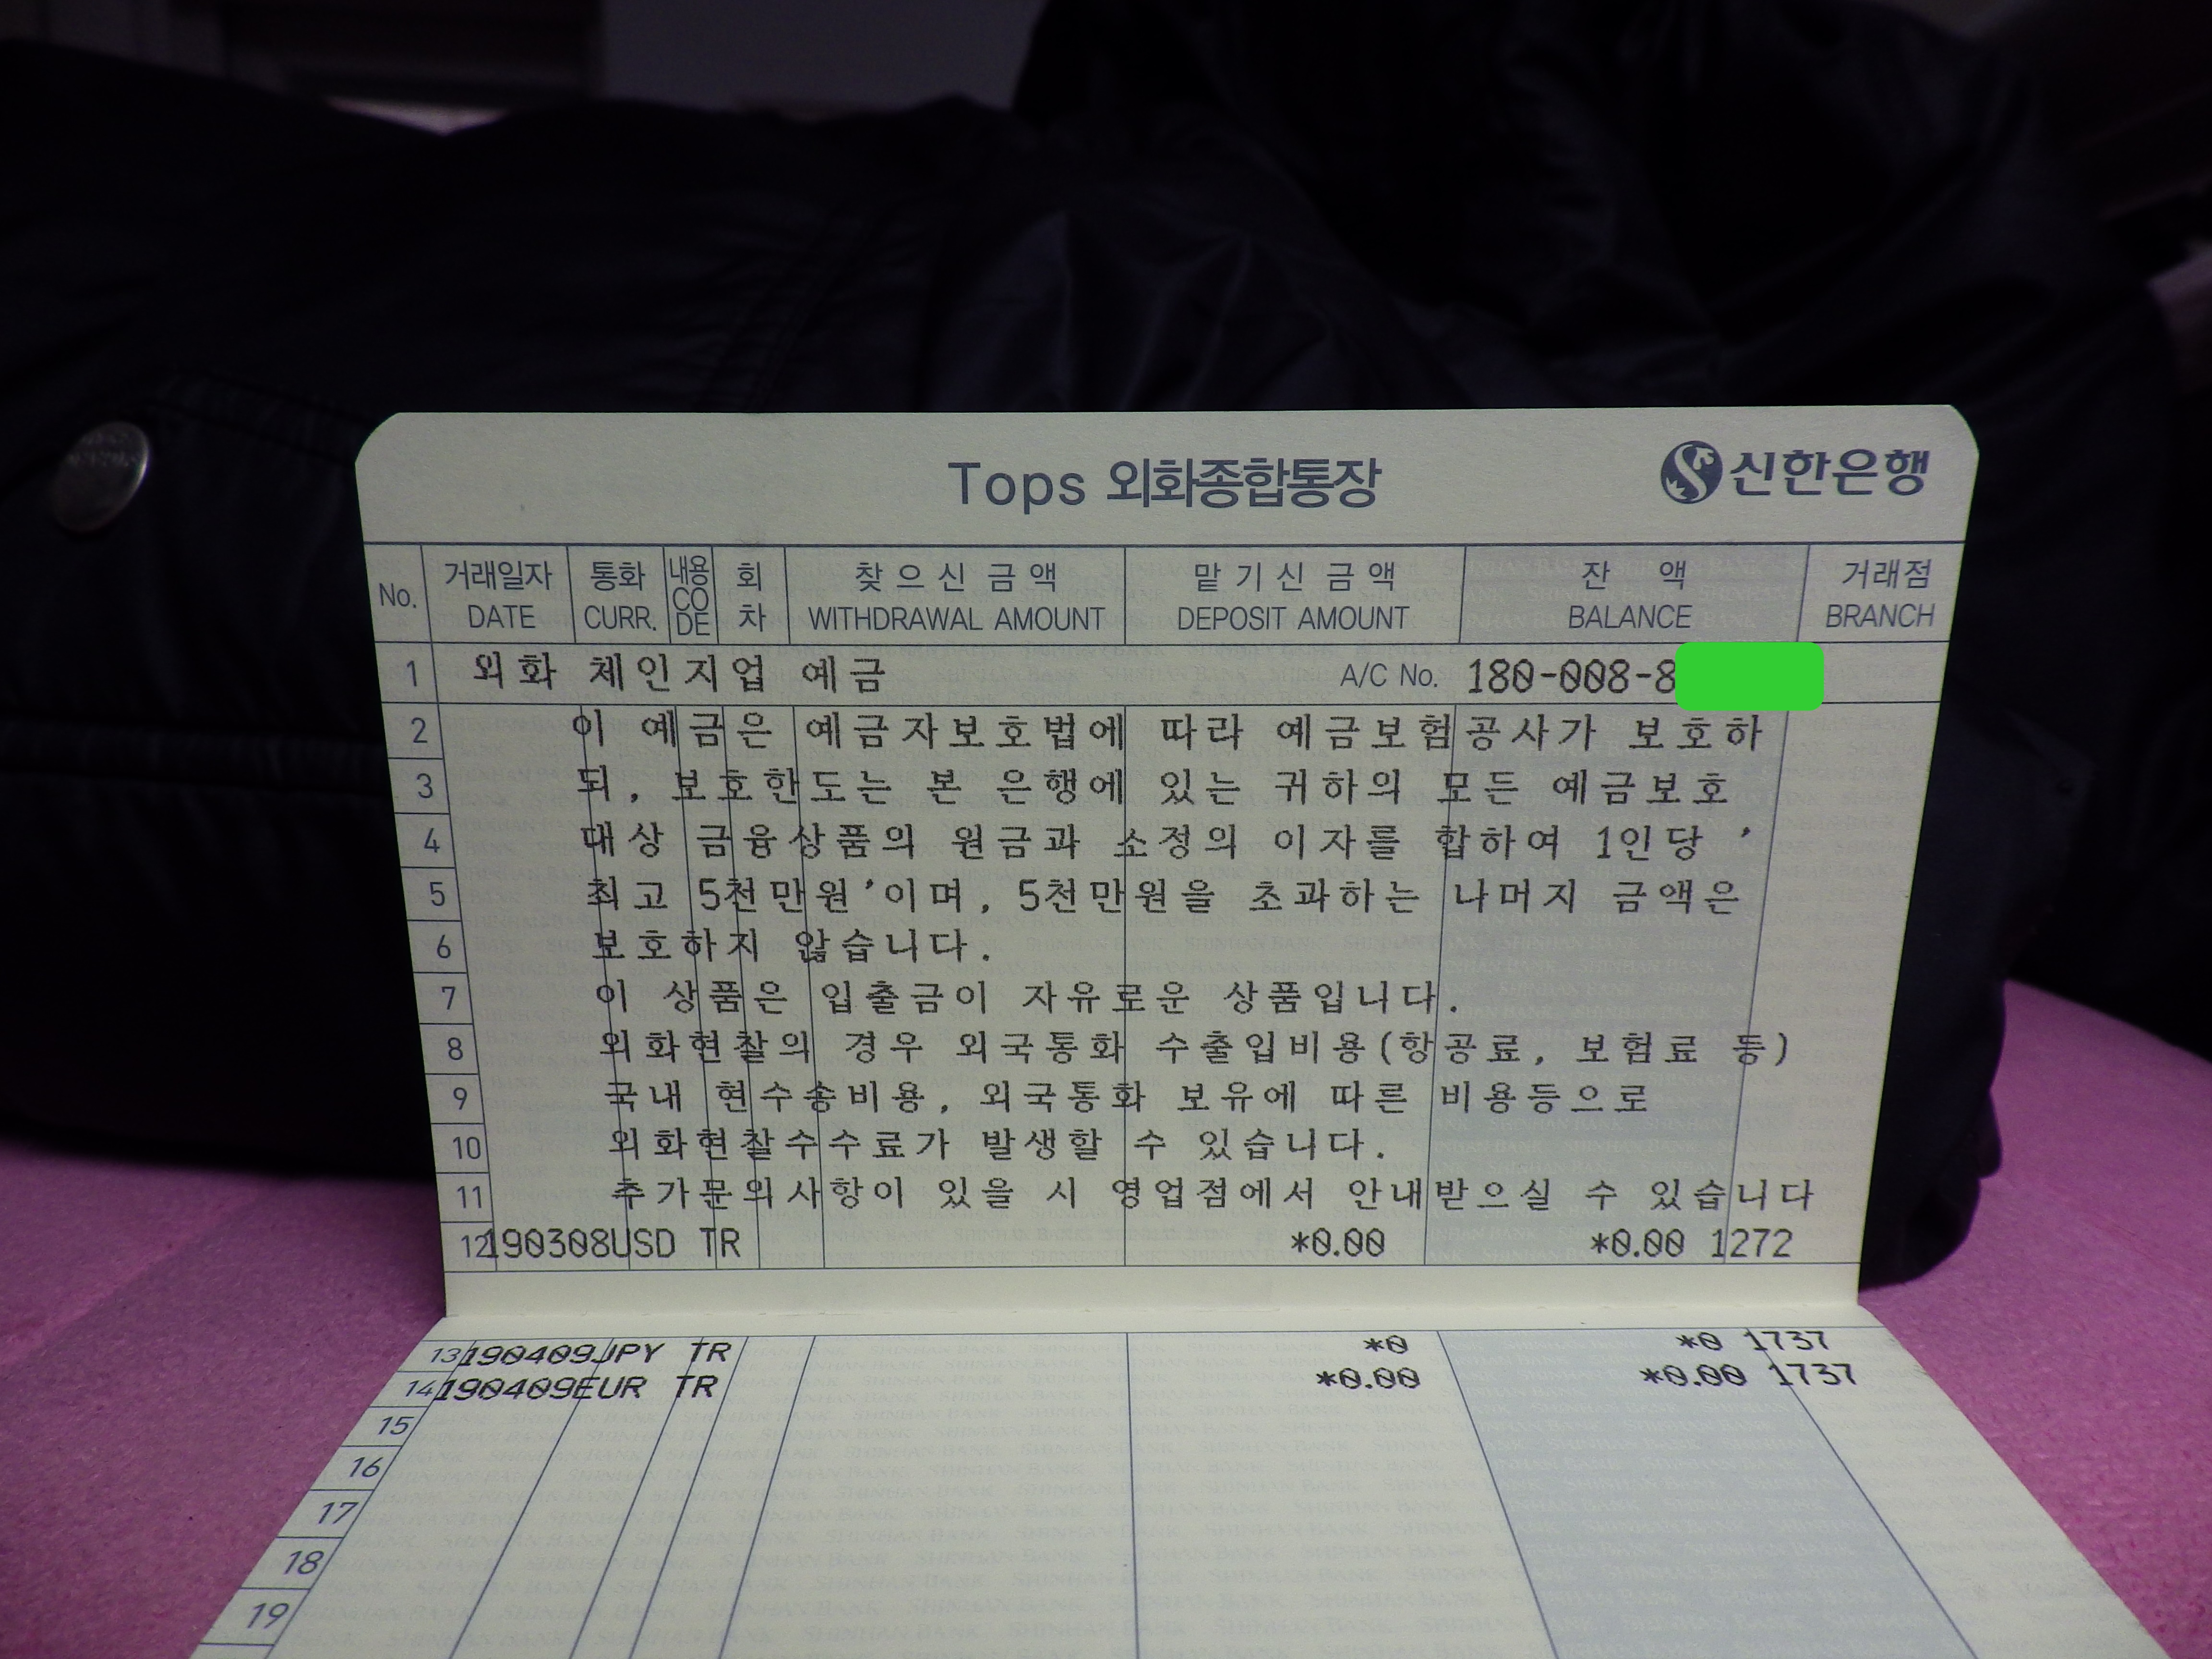 Tops 외화종합통장
신한은행
No. 거래일자 DATE 통화 CURR. 내용 CODE 회차 찾으신 금액 WITHDRAWAL AMOUNT 맡기신 금액 DEPOSIT AMOUNT 잔액 BALANCE 거래점 BRANCH
1 외화 체인지업 예금 A/C No. 180-008-8
2 이 예금은 예금자보호법에 따라 예금보험공사가 보호하
3 되, 보호한도는 본 은행에 있는 귀하의 모든 예금보호
4 대상 금융상품의 원금과 소정의 이자를 합하여 1인당 '
5 최고 5천만원'이며, 5천만원을 초과하는 나머지 금액은
6 보호하지 않습니다.
7 이 상품은 입출금이 자유로운 상품입니다.
8 외화현찰의 경우 외국통화 수출입비용(항공료, 보험료 등)
9 국내 현수송비용, 외국통화 보유에 따른 비용등으로
10 외화현찰수수료가 발생할 수 있습니다.
11 추가문의사항이 있을 시 영업점에서 안내받으실 수 있습니다
12 190308USD TR *0.00 *0.00 1272
13 190409JPY TR *0 *0 1737
14 190409EUR TR *0.00 *0.00 1737
15
16
17
18
19